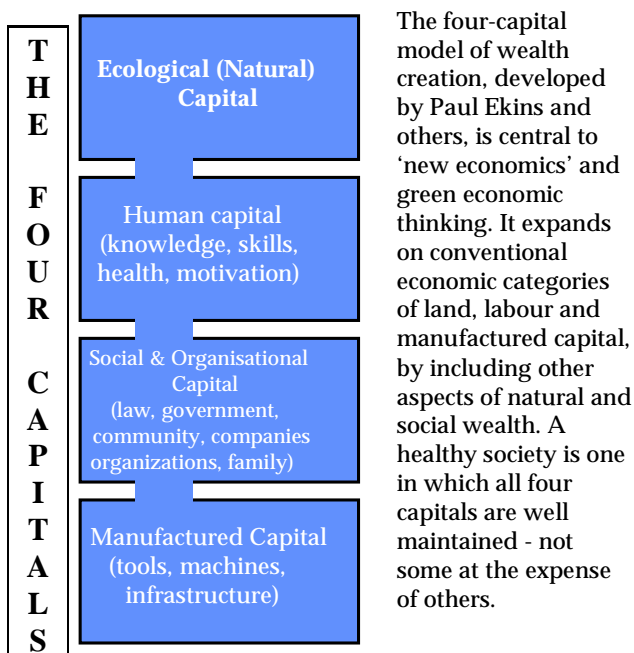 T
H
E
F
O
U
R
C
A
P
I
T
A
L
S
Ecological (Natural)
Capital
Human capital
(knowledge, skills,
health, motivation)
Social & Organisational
Capital
(law, government,
community, companies
organizations, family)
Manufactured Capital
(tools, machines,
infrastructure)
The four-capital
model of wealth
creation, developed
by Paul Ekins and
others, is central to
‘new economics’ and
green economic
thinking. It expands
on conventional
economic categories
of land, labour and
manufactured capital,
by including other
aspects of natural and
social wealth. A
healthy society is one
in which all four
capitals are well
maintained - not
some at the expense
of others.